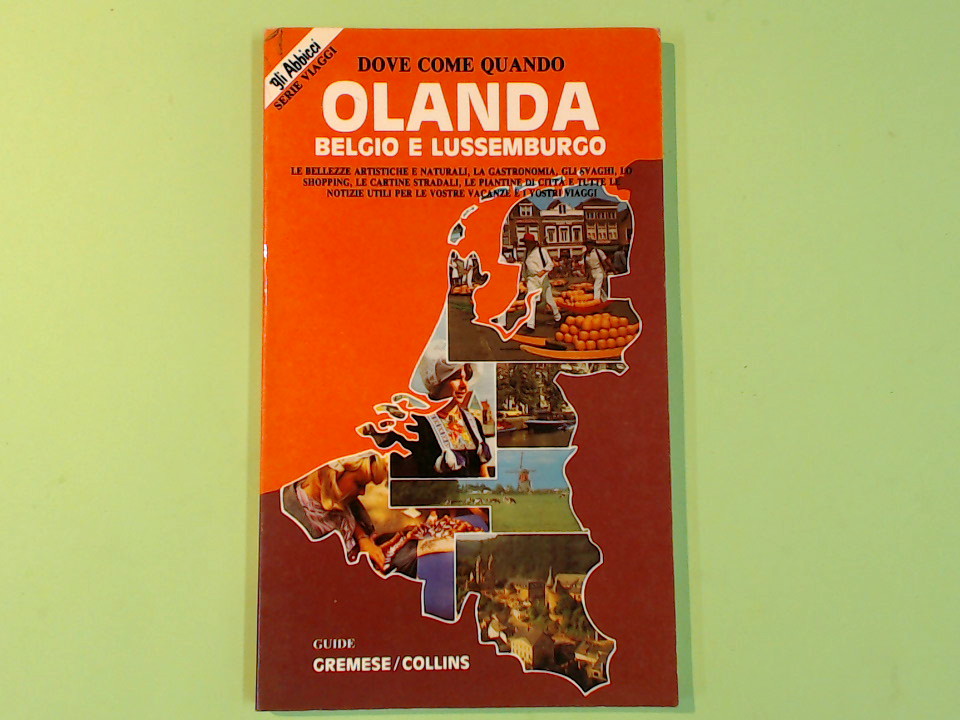 gli Abbicci
SERIE VIAGGI
DOVE COME QUANDO
OLANDA
BELGIO E LUSSEMBURGO
LE BELLEZZE ARTISTICHE E NATURALI, LA GASTRONOMIA, GLI SVAGHI, LO
SHOPPING, LE CARTINE STRADALI, LE PIANTINE DI CITTÀ E TUTTE LE
NOTIZIE UTILI PER LE VOSTRE VACANZE E I VOSTRI VIAGGI
GUIDE
GREMESE/COLLINS